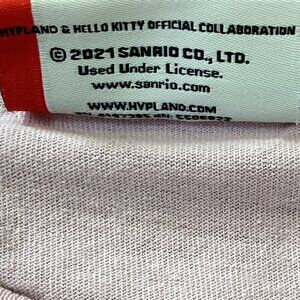 HYPLAND & HELLO KITTY OFFICIAL COLLABORATION
© 2021 SANRIO CO., LTD.
Used Under License.
www.sanrio.com
WWW.HYPLAND.COM